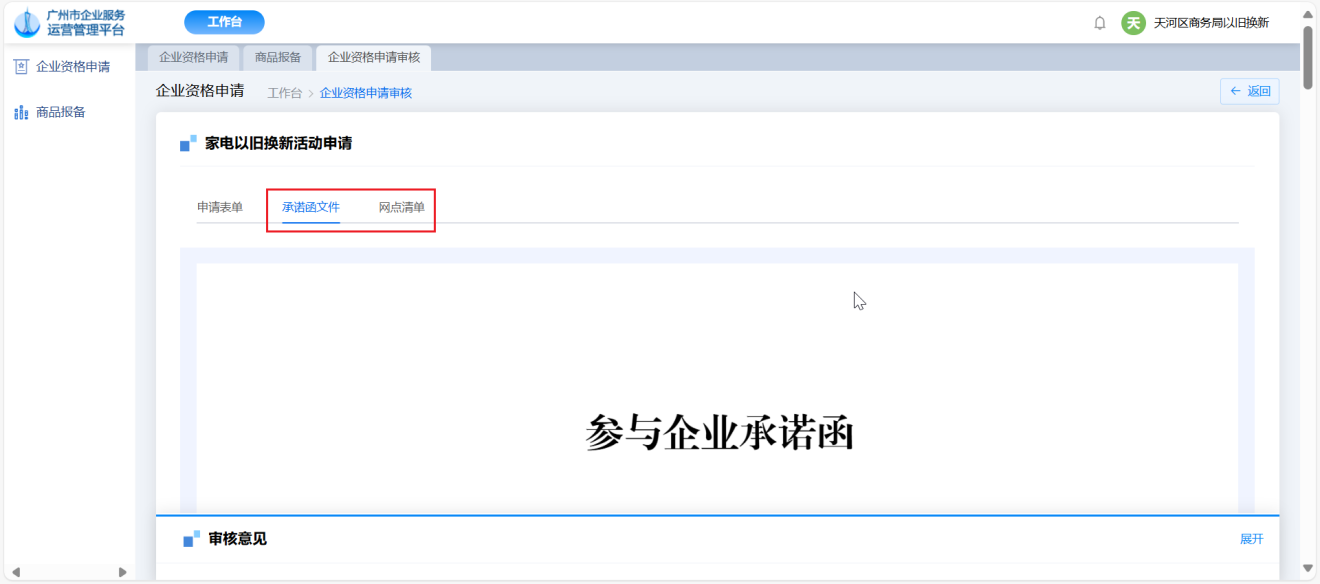 广州市企业服务
运营管理平台
工作台
天 天河区商务局以旧换新
企业资格申请
商品报备
企业资格申请 商品报备 企业资格申请审核
企业资格申请 工作台 > 企业资格申请审核
← 返回
家电以旧换新活动申请
申请表单 承诺函文件 网点清单
参与企业承诺函
审核意见
展开